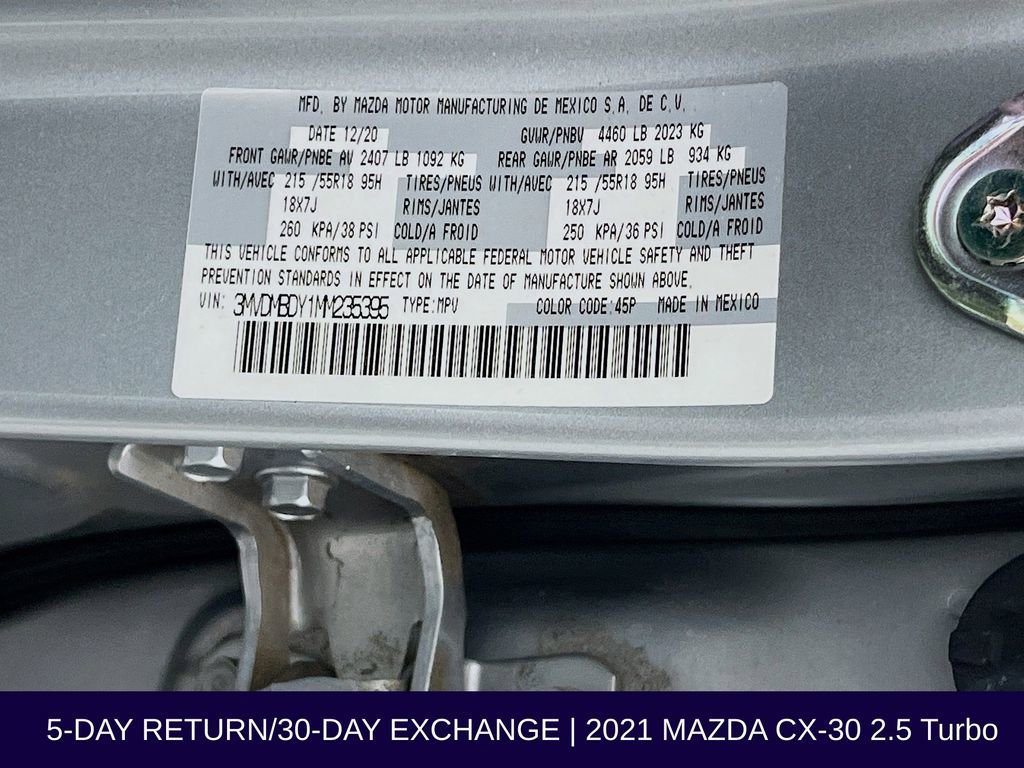 MFD. BY MAZDA MOTOR MANUFACTURING DE MEXICO S.A. DE C.V.
DATE 12/20 GVWR/PNBV 4460 LB 2023 KG
FRONT GAWR/PNBE AV 2407 LB 1092 KG REAR GAWR/PNBE AR 2059 LB 934 KG
WITH/AVEC 215 /55R18 95H TIRES/PNEUS WITH/AVEC 215 /55R18 95H TIRES/PNEUS
18X7J RIMS/JANTES 18X7J RIMS/JANTES
260 KPA/38 PSI COLD/A FROID 250 KPA/36 PSI COLD/A FROID
THIS VEHICLE CONFORMS TO ALL APPLICABLE FEDERAL MOTOR VEHICLE SAFETY AND THEFT
PREVENTION STANDARDS IN EFFECT ON THE DATE OF MANUFACTURE SHOWN ABOVE.
VIN: 3MVDMBDY1MM235395 TYPE:MPV COLOR CODE:45P MADE IN MEXICO
5-DAY RETURN/30-DAY EXCHANGE | 2021 MAZDA CX-30 2.5 Turbo